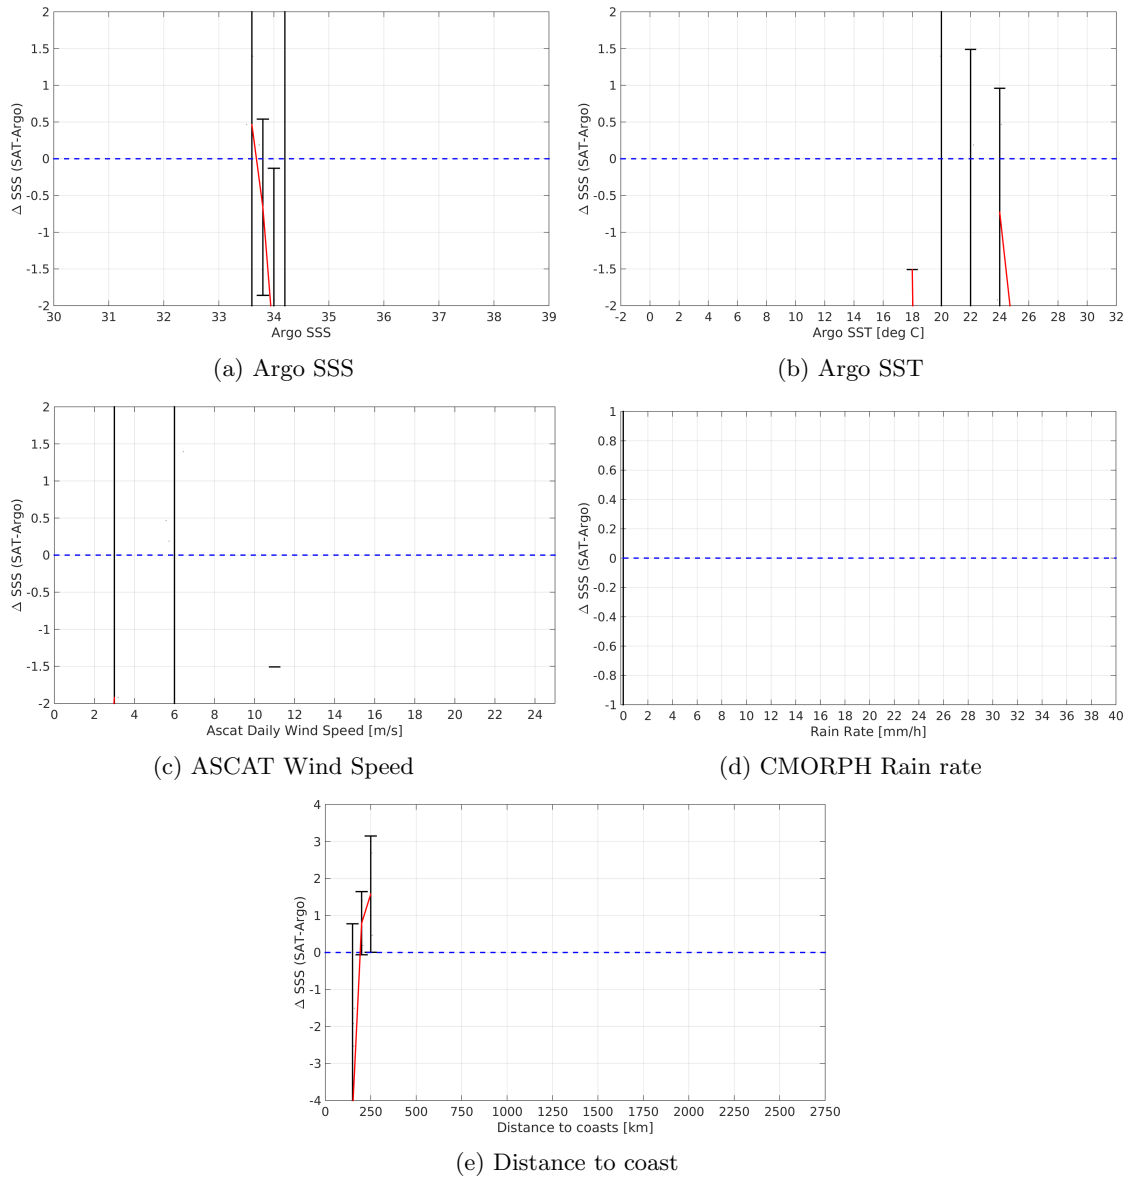 2
1.5
1
0.5
0
-0.5
-1
-1.5
-2
Δ SSS (SAT-Argo)
30 31 32 33 34 35 36 37 38 39
Argo SSS
(a) Argo SSS
2
1.5
1
0.5
0
-0.5
-1
-1.5
-2
Δ SSS (SAT-Argo)
-2 0 2 4 6 8 10 12 14 16 18 20 22 24 26 28 30 32
Argo SST [deg C]
(b) Argo SST
2
1.5
1
0.5
0
-0.5
-1
-1.5
-2
Δ SSS (SAT-Argo)
0 2 4 6 8 10 12 14 16 18 20 22 24
Ascat Daily Wind Speed [m/s]
(c) ASCAT Wind Speed
1
0.8
0.6
0.4
0.2
0
-0.2
-0.4
-0.6
-0.8
-1
Δ SSS (SAT-Argo)
0 2 4 6 8 10 12 14 16 18 20 22 24 26 28 30 32 34 36 38 40
Rain Rate [mm/h]
(d) CMORPH Rain rate
4
3
2
1
0
-1
-2
-3
-4
Δ SSS (SAT-Argo)
0 250 500 750 1000 1250 1500 1750 2000 2250 2500 2750
Distance to coasts [km]
(e) Distance to coast